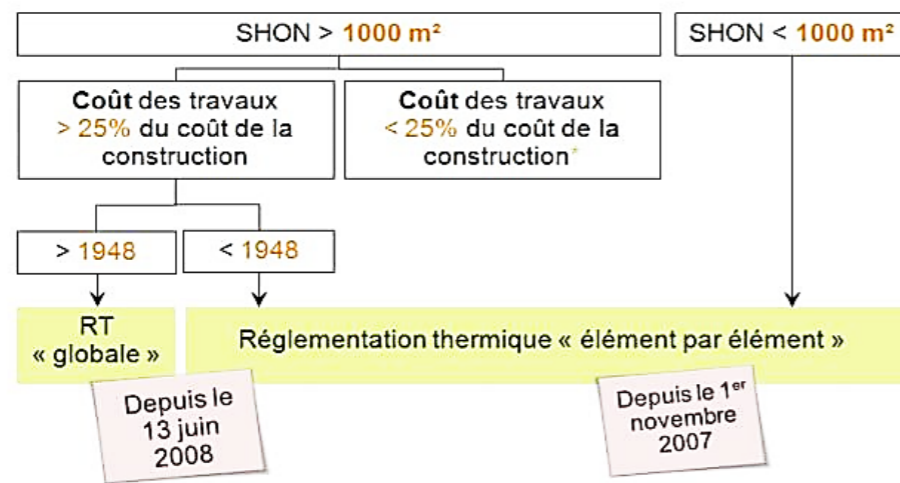 SHON > 1000 m²
SHON < 1000 m²
Coût des travaux
> 25% du coût de la
construction
Coût des travaux
< 25% du coût de la
construction*
> 1948
< 1948
RT
« globale »
Réglementation thermique « élément par élément »
Depuis le
13 juin
2008
Depuis le 1er
novembre
2007